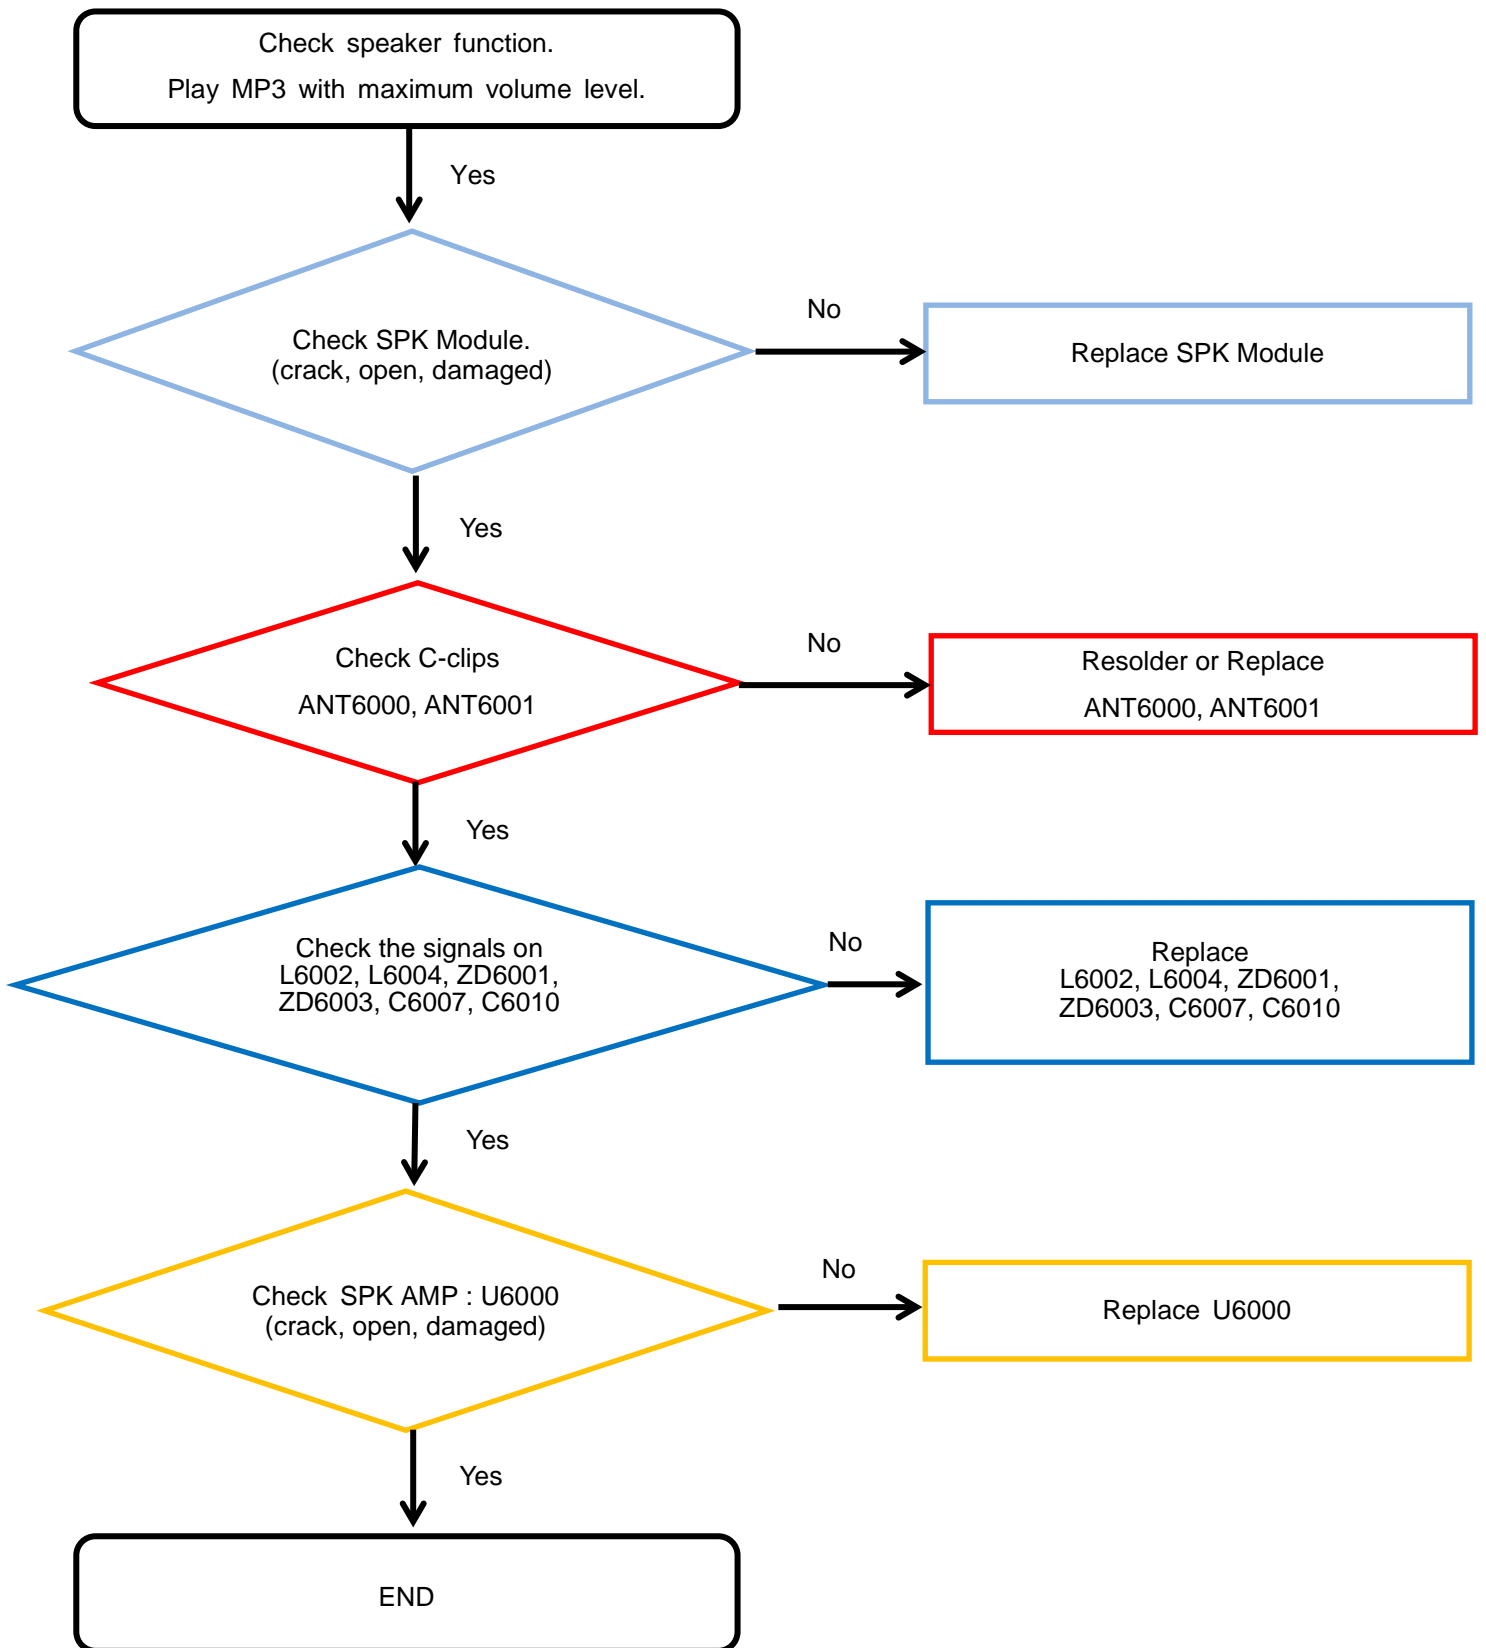 Check speaker function.
Play MP3 with maximum volume level.
Yes
Check SPK Module.
(crack, open, damaged)
No
Replace SPK Module
Yes
Check C-clips
ANT6000, ANT6001
No
Resolder or Replace
ANT6000, ANT6001
Yes
Check the signals on
L6002, L6004, ZD6001,
ZD6003, C6007, C6010
No
Replace
L6002, L6004, ZD6001,
ZD6003, C6007, C6010
Yes
Check SPK AMP : U6000
(crack, open, damaged)
No
Replace U6000
Yes
END